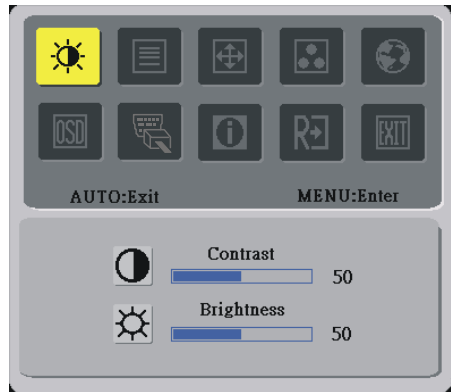 OSD
i
R
EXIT
AUTO:Exit MENU:Enter
Contrast
50
Brightness
50